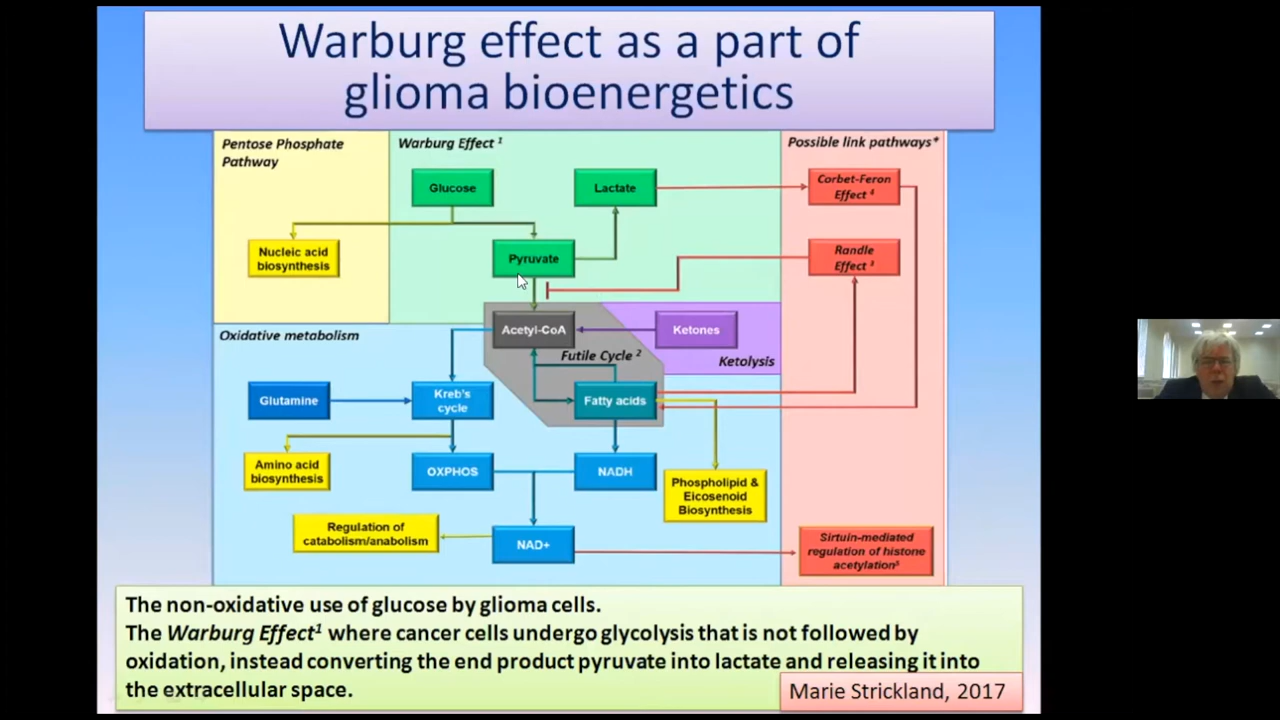 Warburg effect as a part of
glioma bioenergetics
Pentose Phosphate
Pathway
Warburg Effect ¹
Possible link pathways*
Glucose
Lactate
Corbet-Feron
Effect ⁴
Nucleic acid
biosynthesis
Pyruvate
Randle
Effect ³
Oxidative metabolism
Acetyl-CoA
Ketones
Futile Cycle ²
Ketolysis
Glutamine
Kreb's
cycle
Fatty acids
Amino acid
biosynthesis
OXPHOS
NADH
Phospholipid &
Eicosenoid
Biosynthesis
Regulation of
catabolism/anabolism
NAD+
Sirtuin-mediated
regulation of histone
acetylation⁵
The non-oxidative use of glucose by glioma cells.
The Warburg Effect¹ where cancer cells undergo glycolysis that is not followed by
oxidation, instead converting the end product pyruvate into lactate and releasing it into
the extracellular space.
Marie Strickland, 2017